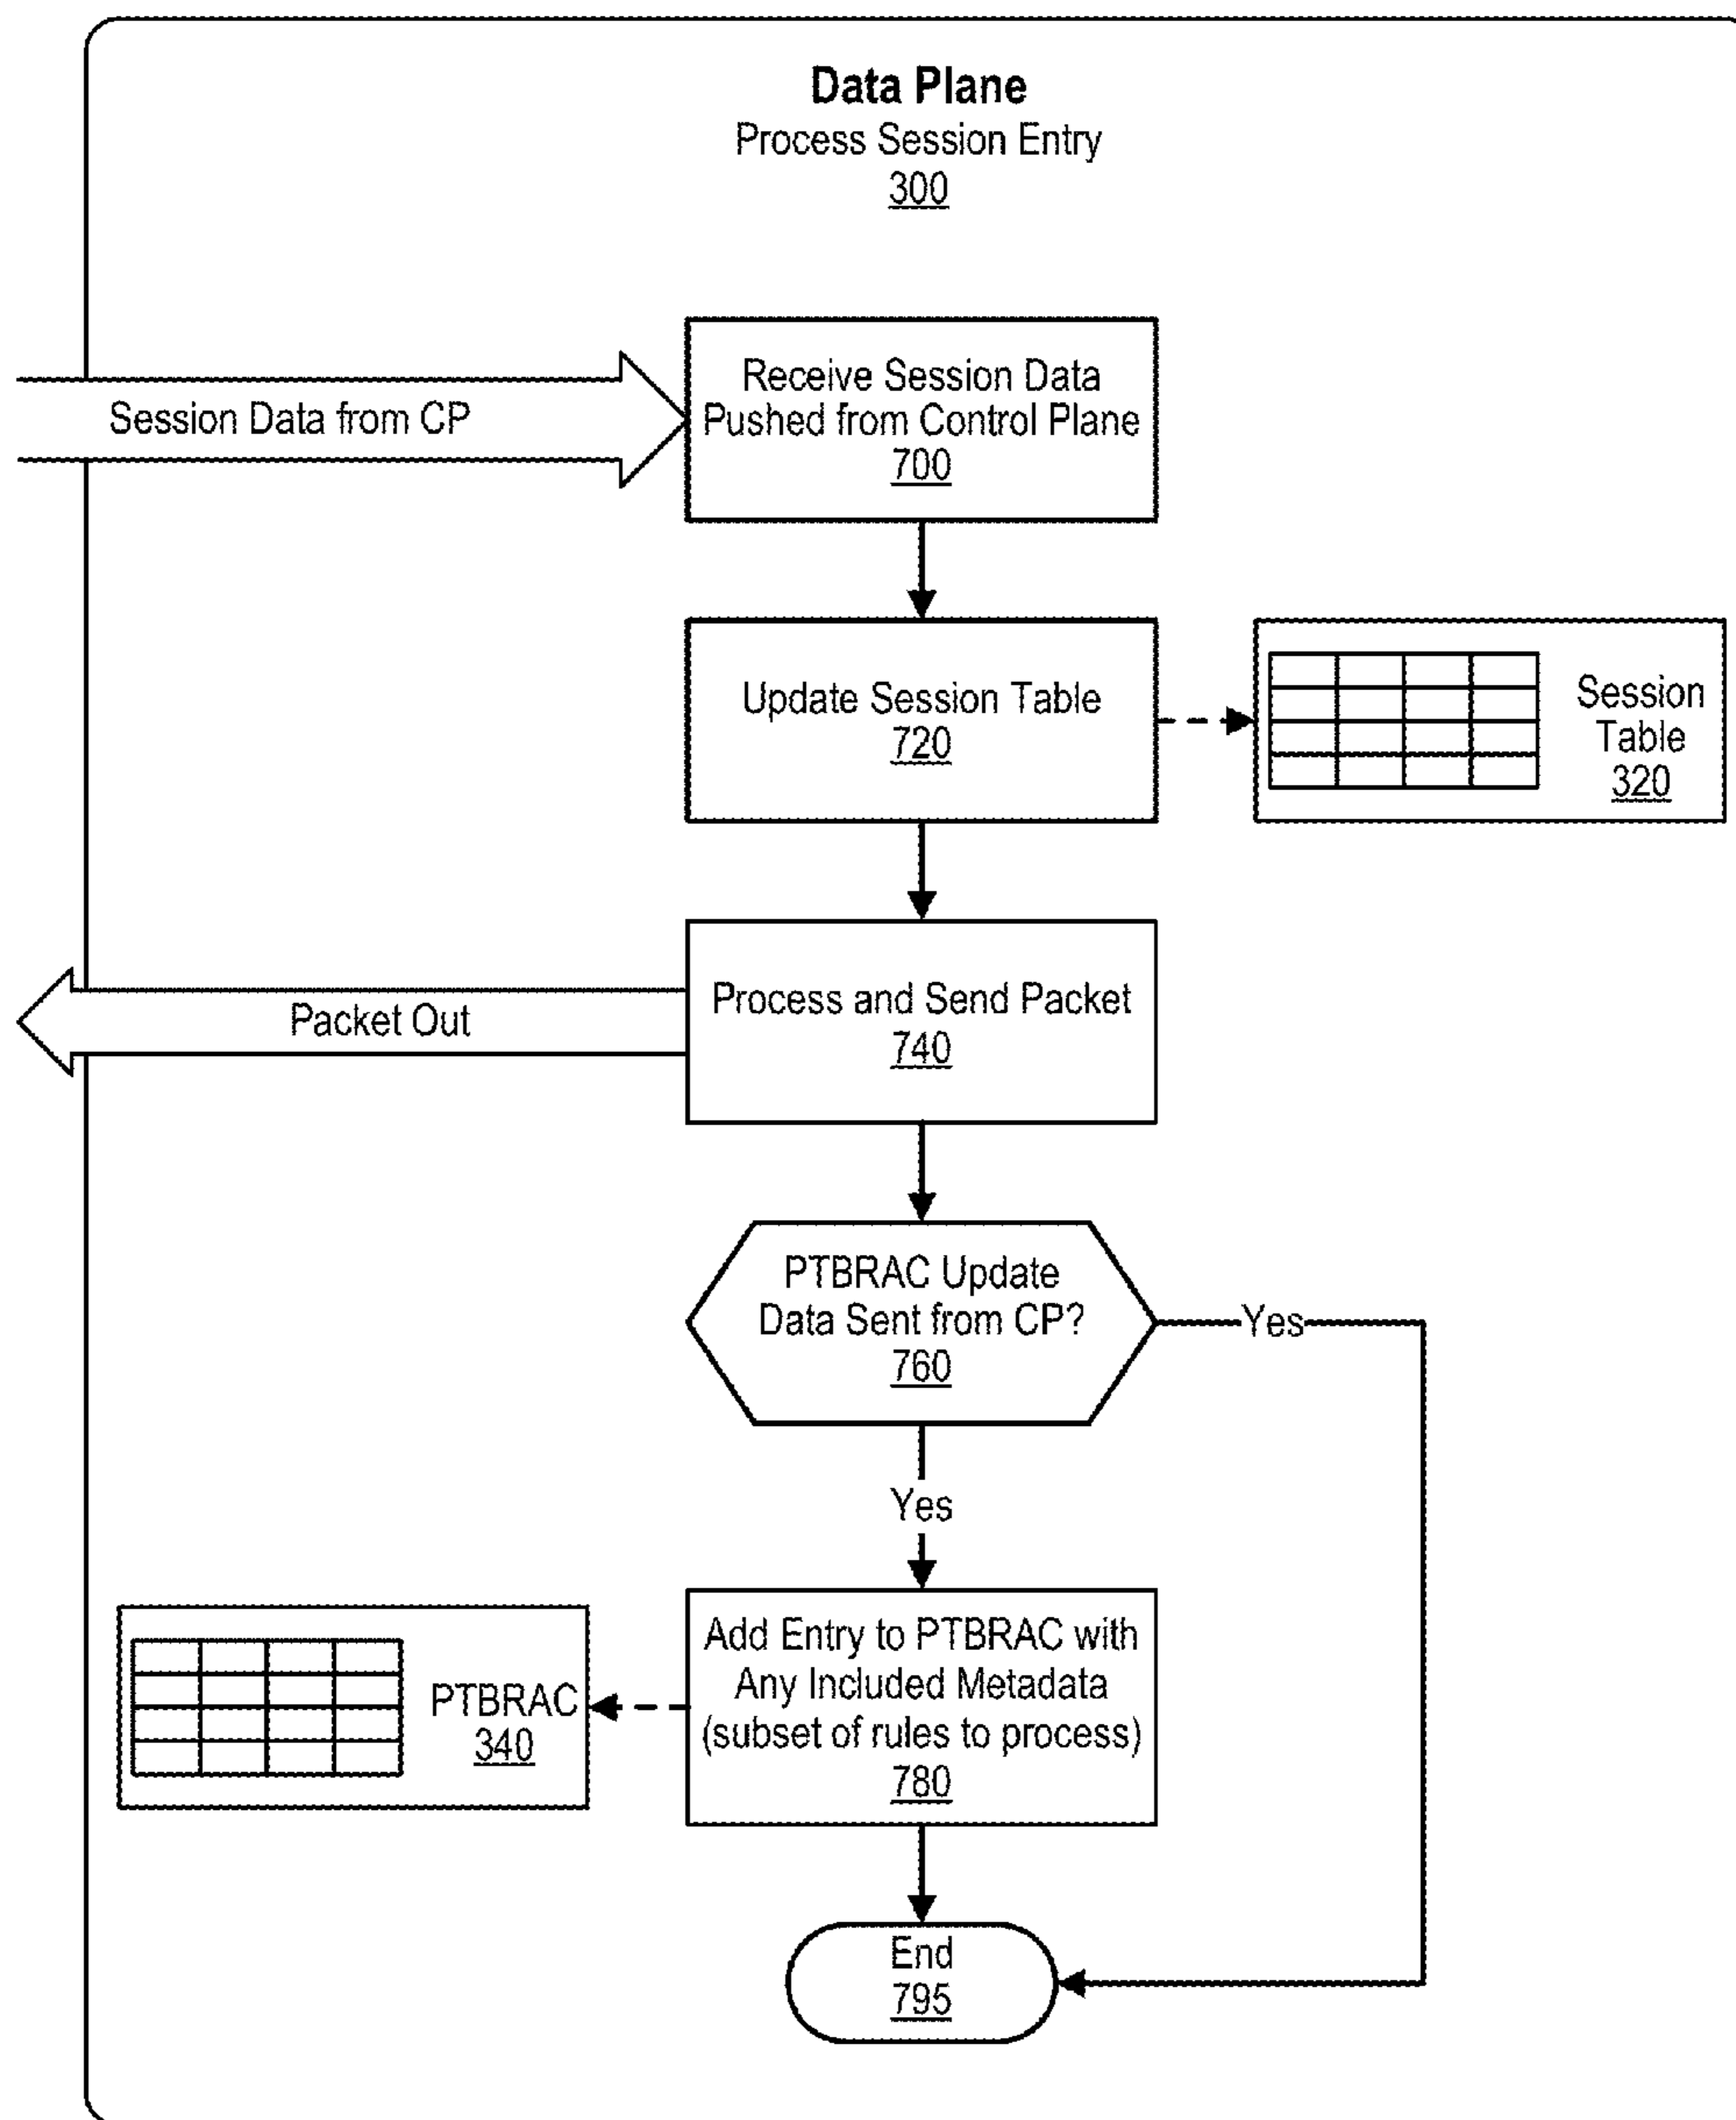 Data Plane
Process Session Entry
300
Session Data from CP
Receive Session Data
Pushed from Control Plane
700
Update Session Table
720
Session
Table
320
Process and Send Packet
740
Packet Out
PTBRAC Update
Data Sent from CP?
760
Yes
Yes
Add Entry to PTBRAC with
Any Included Metadata
(subset of rules to process)
780
PTBRAC
340
End
795